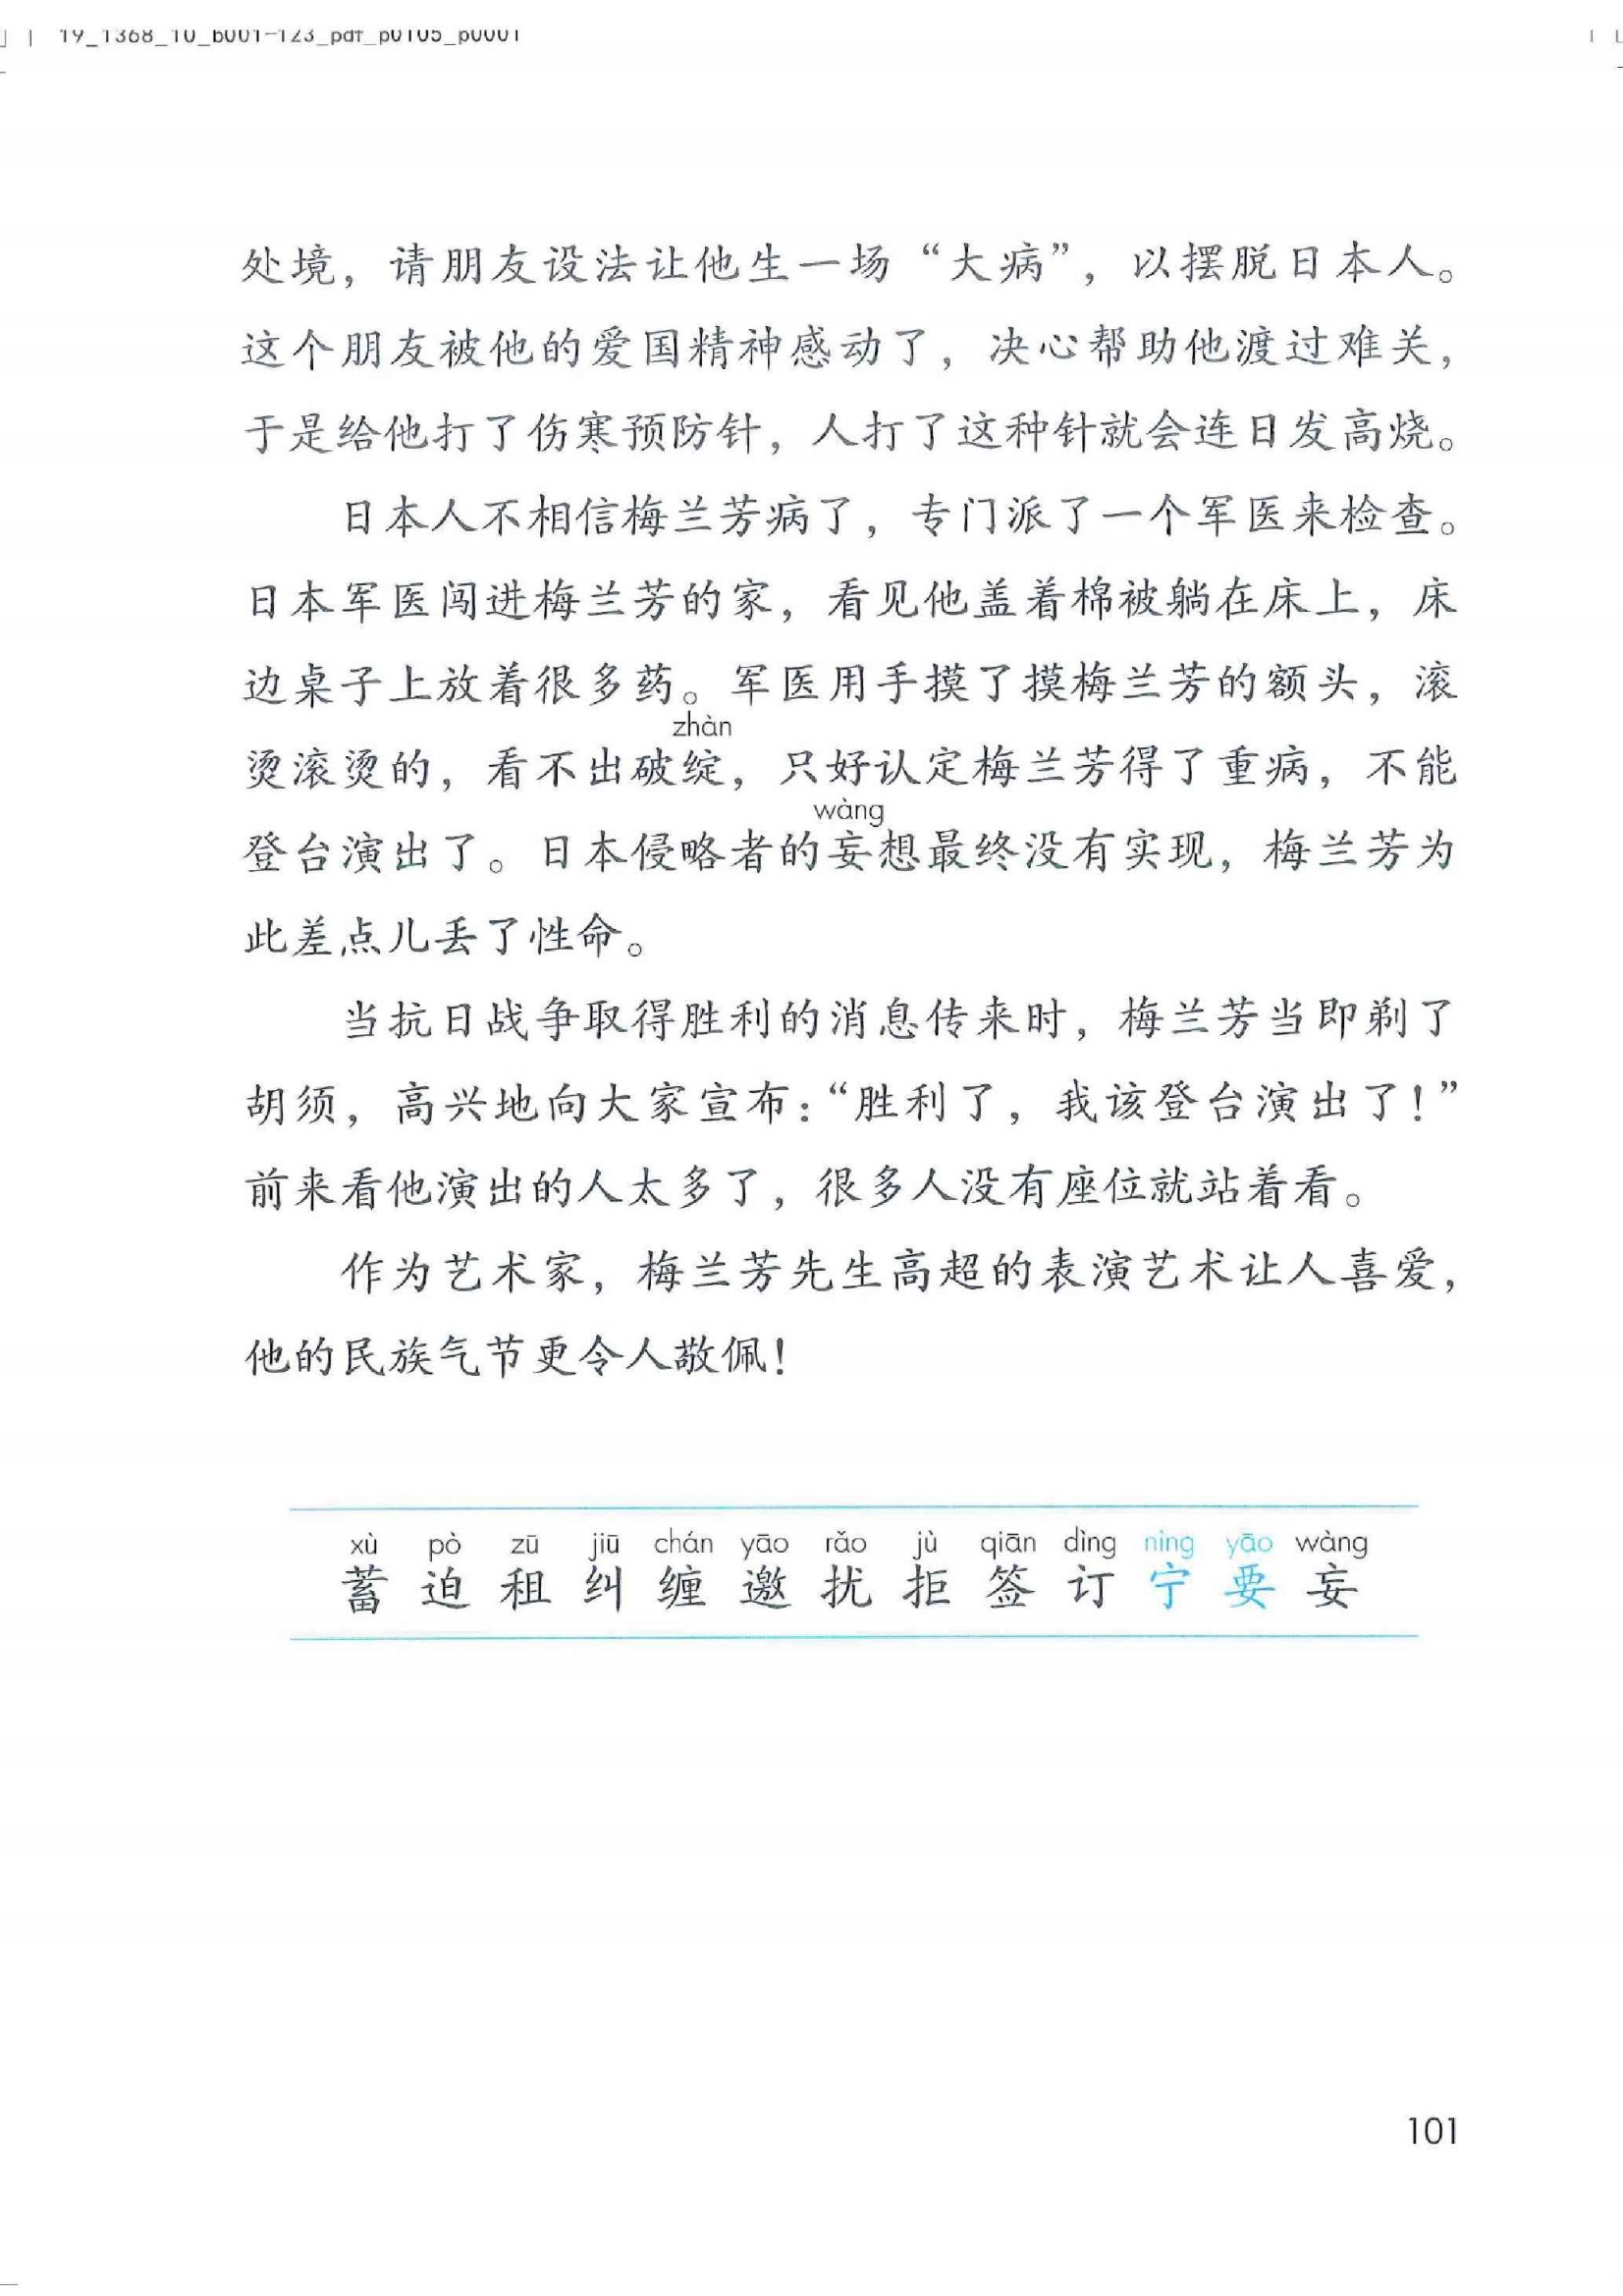 19_1368_10_b001-123_pdf_p0105_p0001
处境，请朋友设法让他生一场“大病”，以摆脱日本人。
这个朋友被他的爱国精神感动了，决心帮助他渡过难关，
于是给他打了伤寒预防针，人打了这种针就会连日发高烧。
日本人不相信梅兰芳病了，专门派了一个军医来检查。
日本军医闯进梅兰芳的家，看见他盖着棉被躺在床上，床
边桌子上放着很多药。军医用手摸了摸梅兰芳的额头，滚
zhàn
烫滚烫的，看不出破绽，只好认定梅兰芳得了重病，不能
wàng
登台演出了。日本侵略者的妄想最终没有实现，梅兰芳为
此差点儿丢了性命。
当抗日战争取得胜利的消息传来时，梅兰芳当即剃了
胡须，高兴地向大家宣布：“胜利了，我该登台演出了！”
前来看他演出的人太多了，很多人没有座位就站着看。
作为艺术家，梅兰芳先生高超的表演艺术让人喜爱，
他的民族气节更令人敬佩！
xù pò zū jiū chán yāo rǎo jù qiān dìng nìng yāo wàng
蓄 迫 租 纠 缠 邀 扰 拒 签 订 宁 要 妄
101